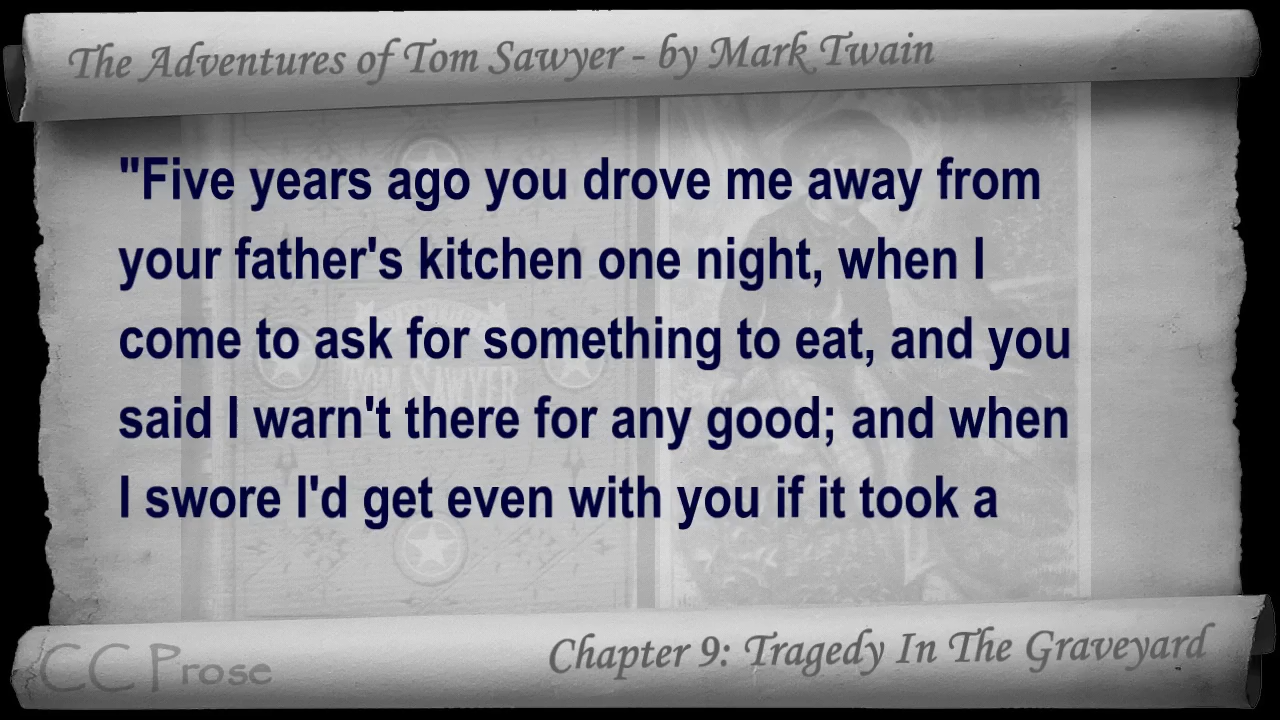 The Adventures of Tom Sawyer - by Mark Twain
"Five years ago you drove me away from
your father's kitchen one night, when I
come to ask for something to eat, and you
said I warn't there for any good; and when
I swore I'd get even with you if it took a
CC Prose
Chapter 9: Tragedy In The Graveyard